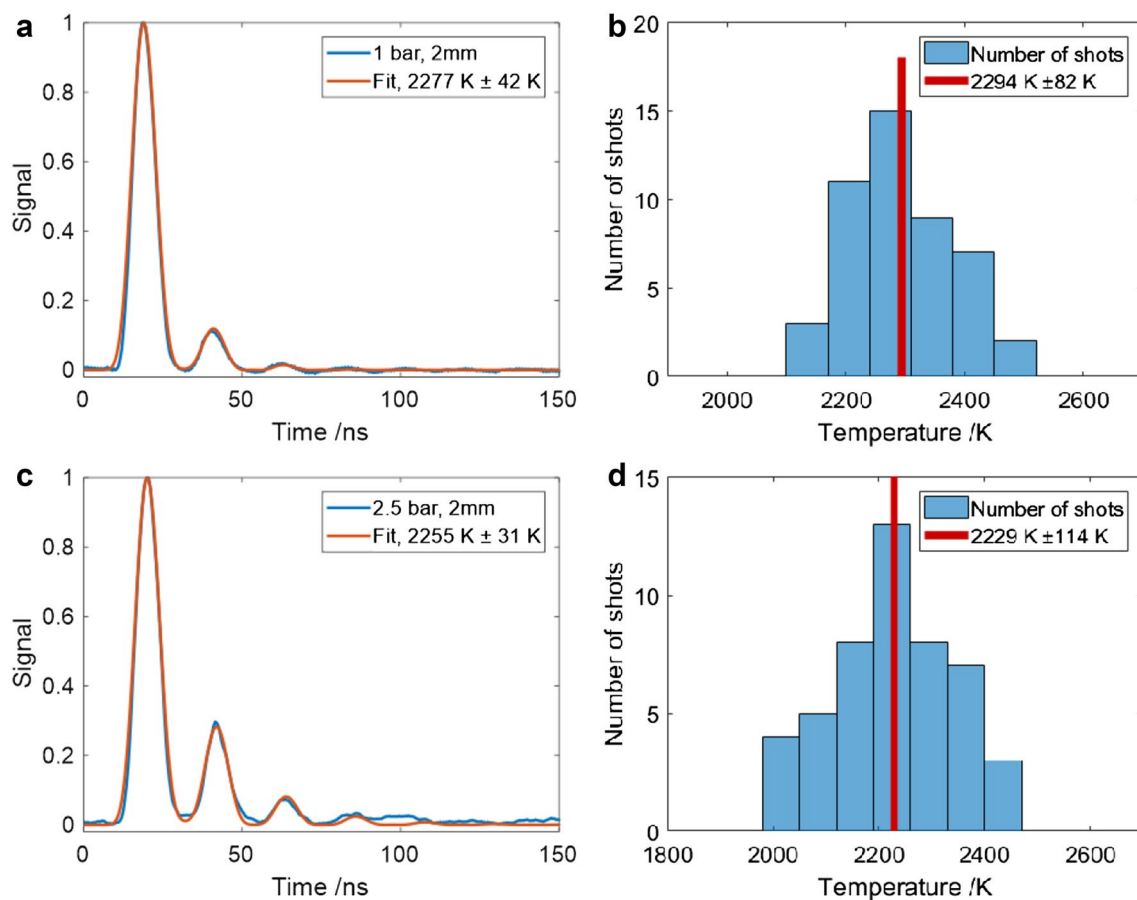 a
1
0.8
0.6
0.4
0.2
0
Signal
1 bar, 2mm
Fit, 2277 K ± 42 K
0
50
100
150
Time /ns
b
20
15
10
5
0
Number of shots
Number of shots
2294 K ±82 K
2000
2200
2400
2600
Temperature /K
c
1
0.8
0.6
0.4
0.2
0
Signal
2.5 bar, 2mm
Fit, 2255 K ± 31 K
0
50
100
150
Time /ns
d
15
10
5
0
Number of shots
Number of shots
2229 K ±114 K
1800
2000
2200
2400
2600
Temperature /K